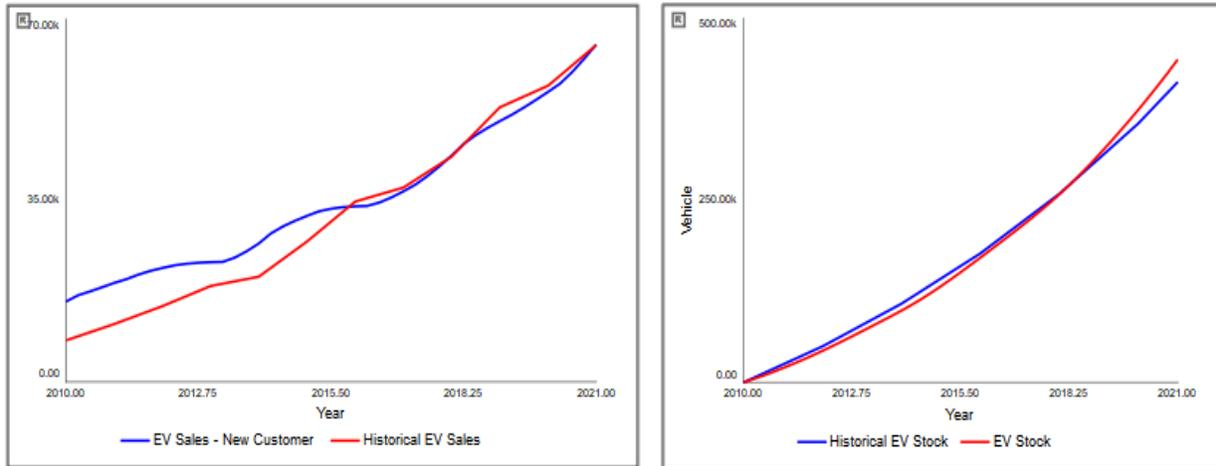 R
70.00k
35.00k
0.00
2010.00 2012.75 2015.50 2018.25 2021.00
Year
EV Sales - New Customer Historical EV Sales
R
500.00k
Vehicle
250.00k
0.00
2010.00 2012.75 2015.50 2018.25 2021.00
Year
Historical EV Stock EV Stock